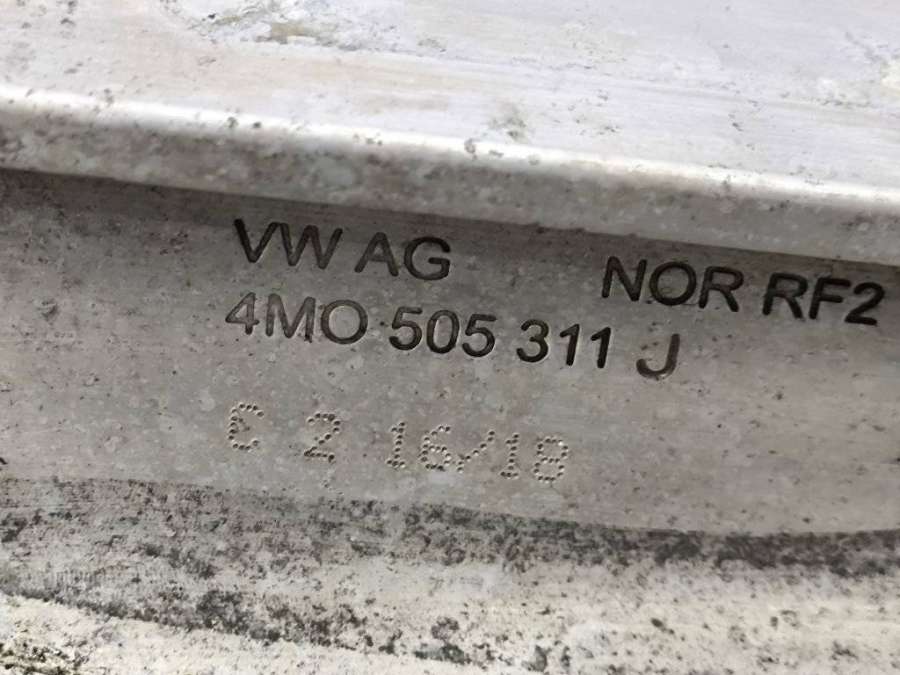 VW AG NOR RF2
4M0 505 311 J
C 2 16/18